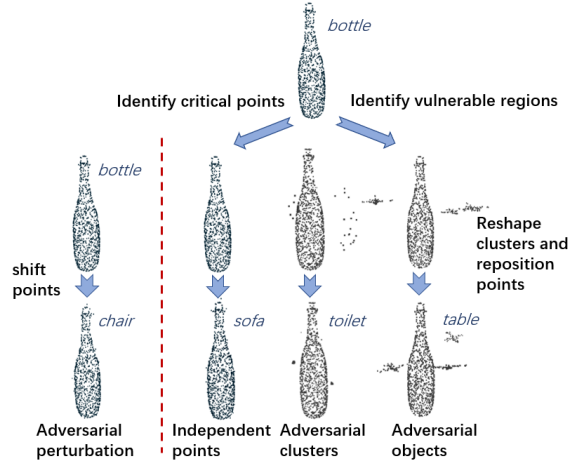 bottle
Identify critical points
Identify vulnerable regions
bottle
shift
points
Reshape
clusters and
reposition
points
chair
sofa
toilet
table
Adversarial
perturbation
Independent
points
Adversarial
clusters
Adversarial
objects